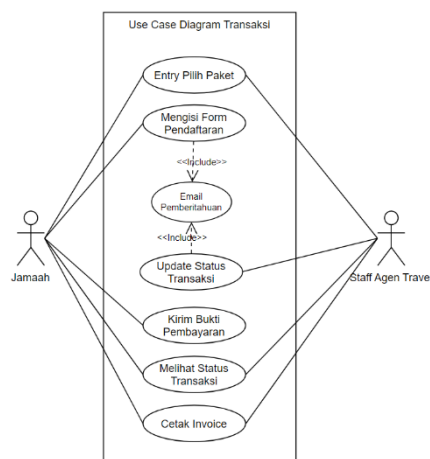 Use Case Diagram Transaksi
Entry Pilih Paket
Mengisi Form
Pendaftaran
<<Include>>
Email
Pemberitahuan
<<Include>>
Update Status
Transaksi
Jamaah
Staff Agen Trave
Kirim Bukti
Pembayaran
Melihat Status
Transaksi
Cetak Invoice